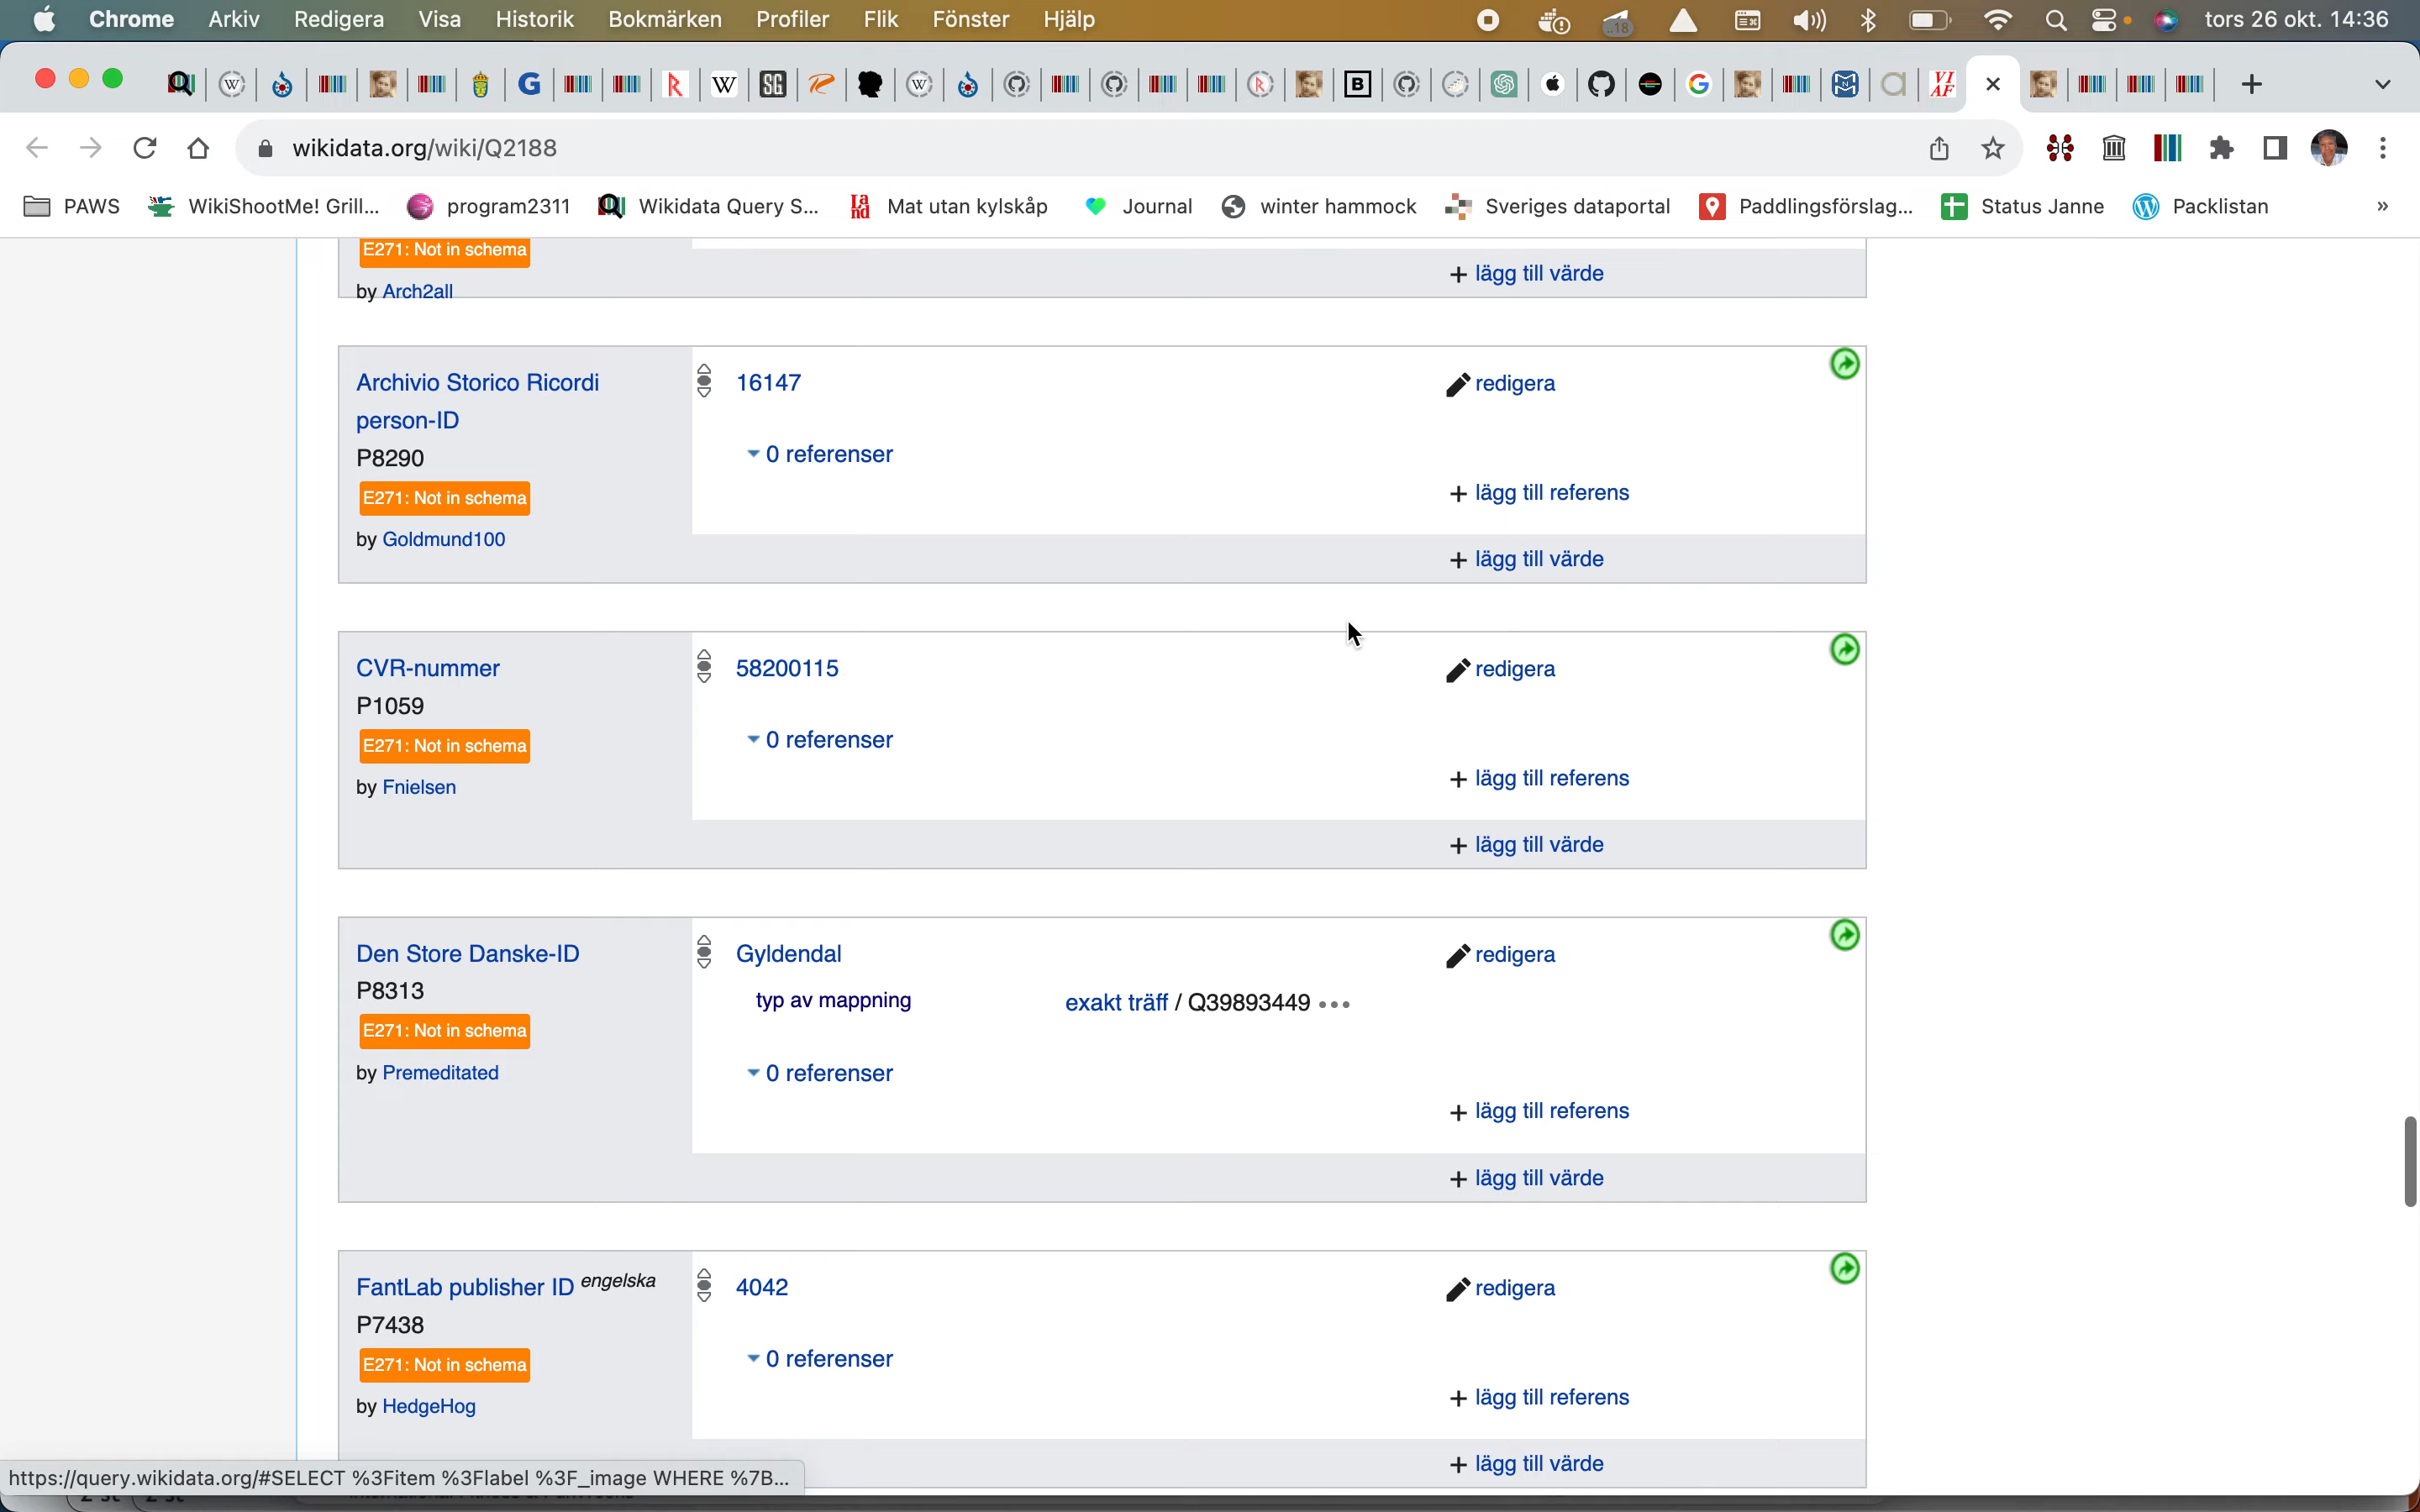 Chrome Arkiv Redigera Visa Historik Bokmärken Profiler Flik Fönster Hjälp tors 26 okt. 14:36
wikidata.org/wiki/Q2188
PAWS WikiShootMe! Grill... program2311 Wikidata Query S... Mat utan kylskåp Journal winter hammock Sveriges dataportal Paddlingsförslag... Status Janne Packlistan »
E271: Not in schema
by Arch2all
+ lägg till värde
Archivio Storico Ricordi
person-ID
P8290
E271: Not in schema
by Goldmund100
16147
redigera
0 referenser
+ lägg till referens
+ lägg till värde
CVR-nummer
P1059
E271: Not in schema
by Fnielsen
58200115
redigera
0 referenser
+ lägg till referens
+ lägg till värde
Den Store Danske-ID
P8313
E271: Not in schema
by Premeditated
Gyldendal
redigera
typ av mappning exakt träff / Q39893449 •••
0 referenser
+ lägg till referens
+ lägg till värde
FantLab publisher ID engelska
P7438
E271: Not in schema
by HedgeHog
4042
redigera
0 referenser
+ lägg till referens
+ lägg till värde
https://query.wikidata.org/#SELECT %3Fitem %3Flabel %3F_image WHERE %7B...